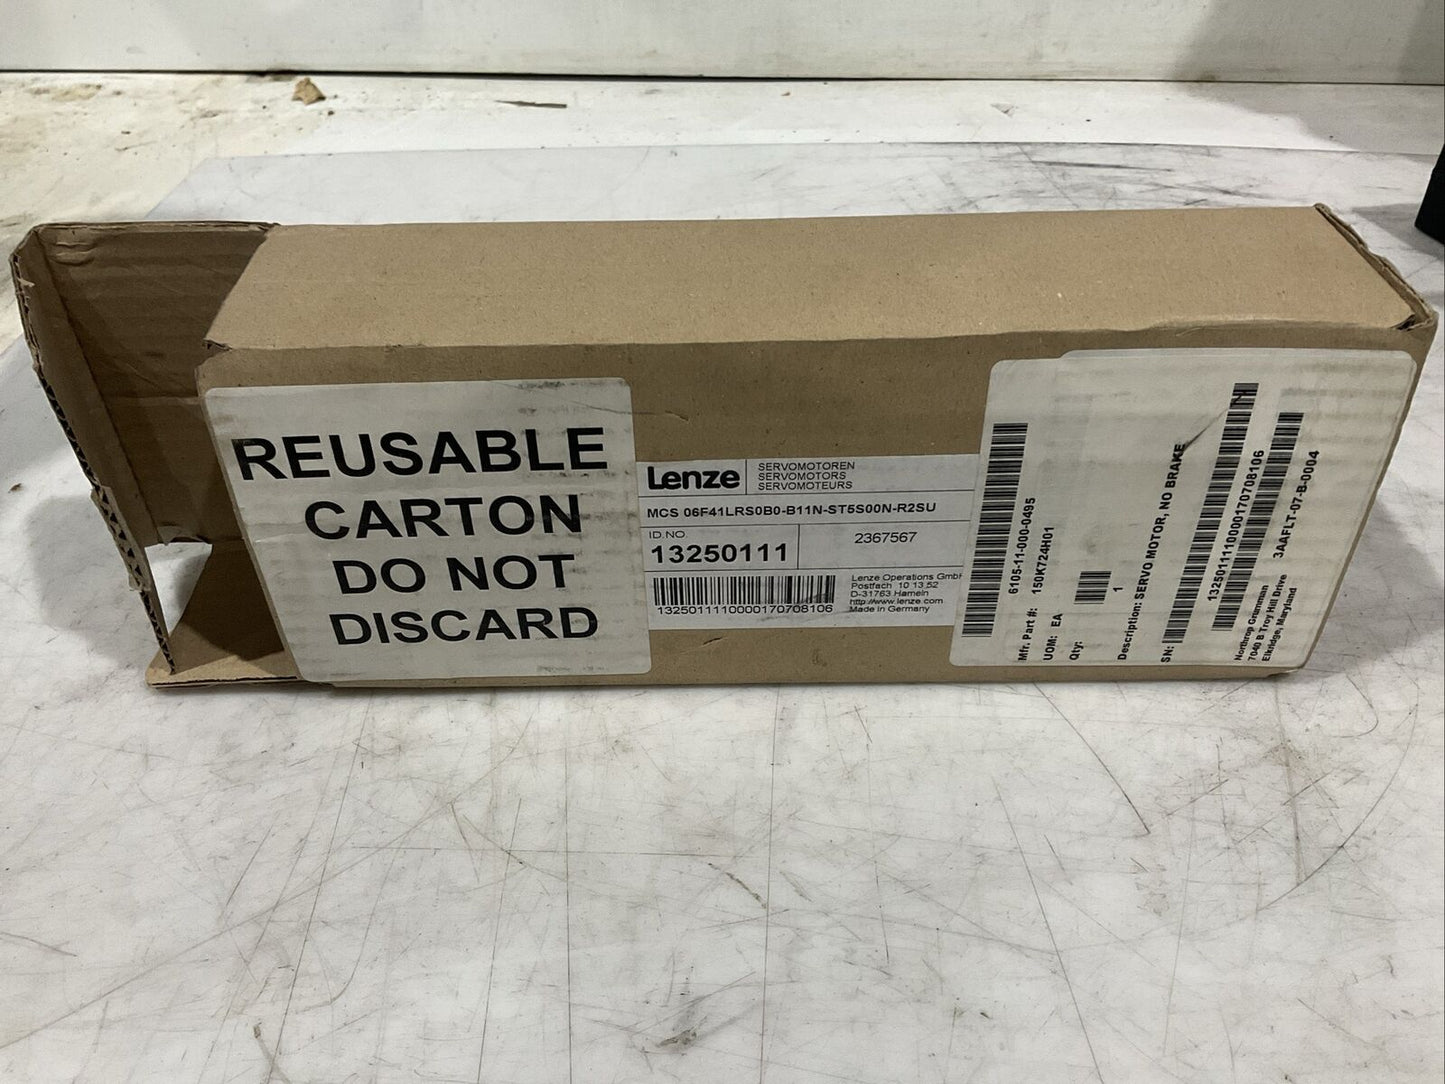 REUSABLE
CARTON
DO NOT
DISCARD
Lenze
SERVOMOTOREN
SERVOMOTORS
SERVOMOTEURS
MCS 06F41LRS0B0-B11N-ST5S00N-R2SU
ID.NO.
13250111
2367567
1325011110000170708106
Lenze Operations GmbH
Postfach 10 13 52
D-31763 Hameln
http://www.lenze.com
Made in Germany
6105-11-000-0495
Mfr. Part #: 150K724H01
UOM: EA
Qty:
1
Description: SERVO MOTOR, NO BRAKE
SN:
1325011110000170708106
3AAFLT-07-B-0004
Northrop Grumman
7040 B Troy Hill Drive
Elkridge, Maryland